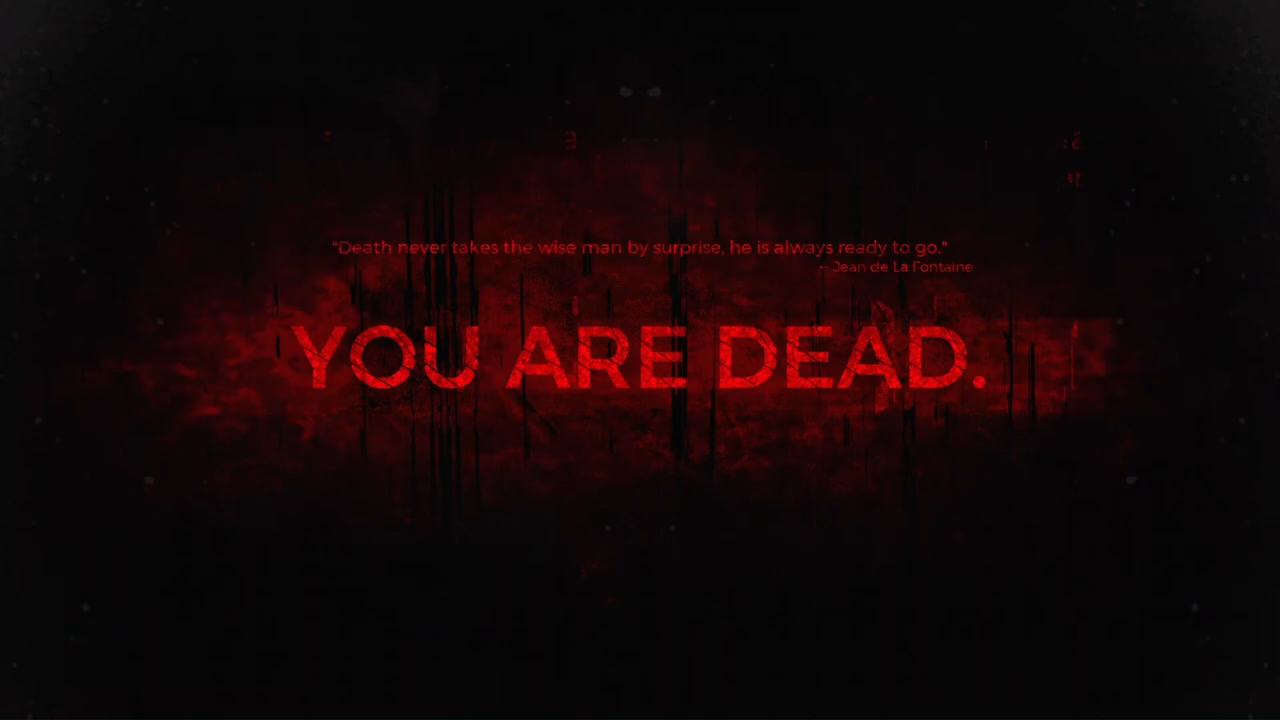 "Death never takes the wise man by surprise, he is always ready to go."
-- Jean de La Fontaine
YOU ARE DEAD.